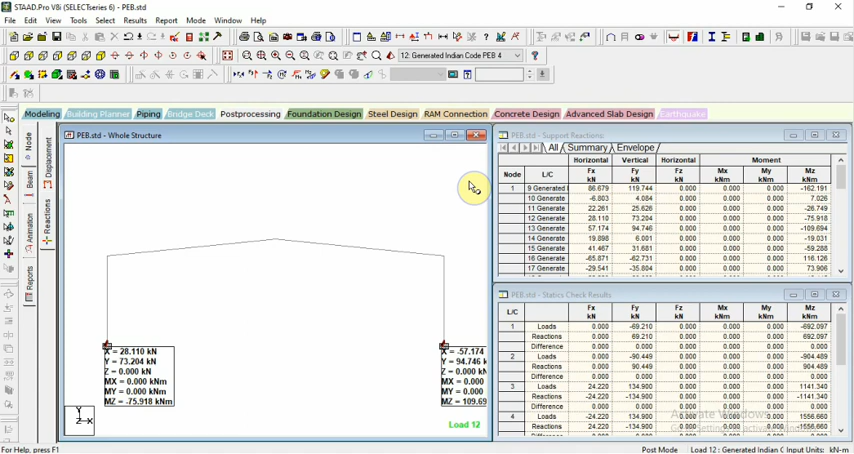 STAAD.Pro V8i (SELECTseries 6) - PEB.std
File Edit View Tools Select Results Report Mode Window Help
12: Generated Indian Code PEB 4
Modeling Building Planner Piping Bridge Deck Postprocessing Foundation Design Steel Design RAM Connection Concrete Design Advanced Slab Design Earthquake
Node
Beam
Animation
Reports
Displacement
Reactions
PEB.std - Whole Structure
X = 28.110 kN
Y = 73.204 kN
Z = 0.000 kN
MX = 0.000 kNm
MY = 0.000 kNm
MZ = -75.918 kNm
X = -57.174
Y = 94.746 k
Z = 0.000 kN
MX = 0.000 k
MY = 0.000 k
MZ = 109.69
Load 12
PEB.std - Support Reactions
All Summary Envelope
Horizontal Vertical Horizontal Moment
Node L/C Fx kN Fy kN Fz kN Mx kNm My kNm Mz kNm
1 9 Generated I 86.679 119.744 0.000 0.000 0.000 -162.191
10 Generate -6.803 4.084 0.000 0.000 0.000 7.026
11 Generate 22.261 25.626 0.000 0.000 0.000 -26.749
12 Generate 28.110 73.204 0.000 0.000 0.000 -75.918
13 Generate 57.174 94.746 0.000 0.000 0.000 -109.694
14 Generate 19.898 6.001 0.000 0.000 0.000 -19.031
15 Generate 41.467 31.681 0.000 0.000 0.000 -59.288
16 Generate -65.871 -62.731 0.000 0.000 0.000 116.126
17 Generate -29.541 -35.804 0.000 0.000 0.000 73.906
PEB.std - Statics Check Results
L/C Fx kN Fy kN Fz kN Mx kNm My kNm Mz kNm
1 Loads 0.000 -69.210 0.000 0.000 0.000 -692.097
Reactions 0.000 69.210 0.000 0.000 0.000 692.097
Difference 0.000 0.000 0.000 0.000 0.000 0.000
2 Loads 0.000 -90.449 0.000 0.000 0.000 -904.489
Reactions 0.000 90.449 0.000 0.000 0.000 904.489
Difference 0.000 0.000 0.000 0.000 0.000 0.000
3 Loads 24.220 134.900 0.000 0.000 0.000 1141.340
Reactions -24.220 -134.900 0.000 0.000 0.000 -1141.340
Difference 0.000 0.000 0.000 0.000 0.000 0.000
4 Loads 24.220 134.900 0.000 0.000 0.000 1556.660
Reactions -24.220 -134.900 0.000 0.000 0.000 -1556.660
Activate Windows
Y
Z X
For Help, press F1
Post Mode Load 12 : Generated Indian C Input Units: kN-m